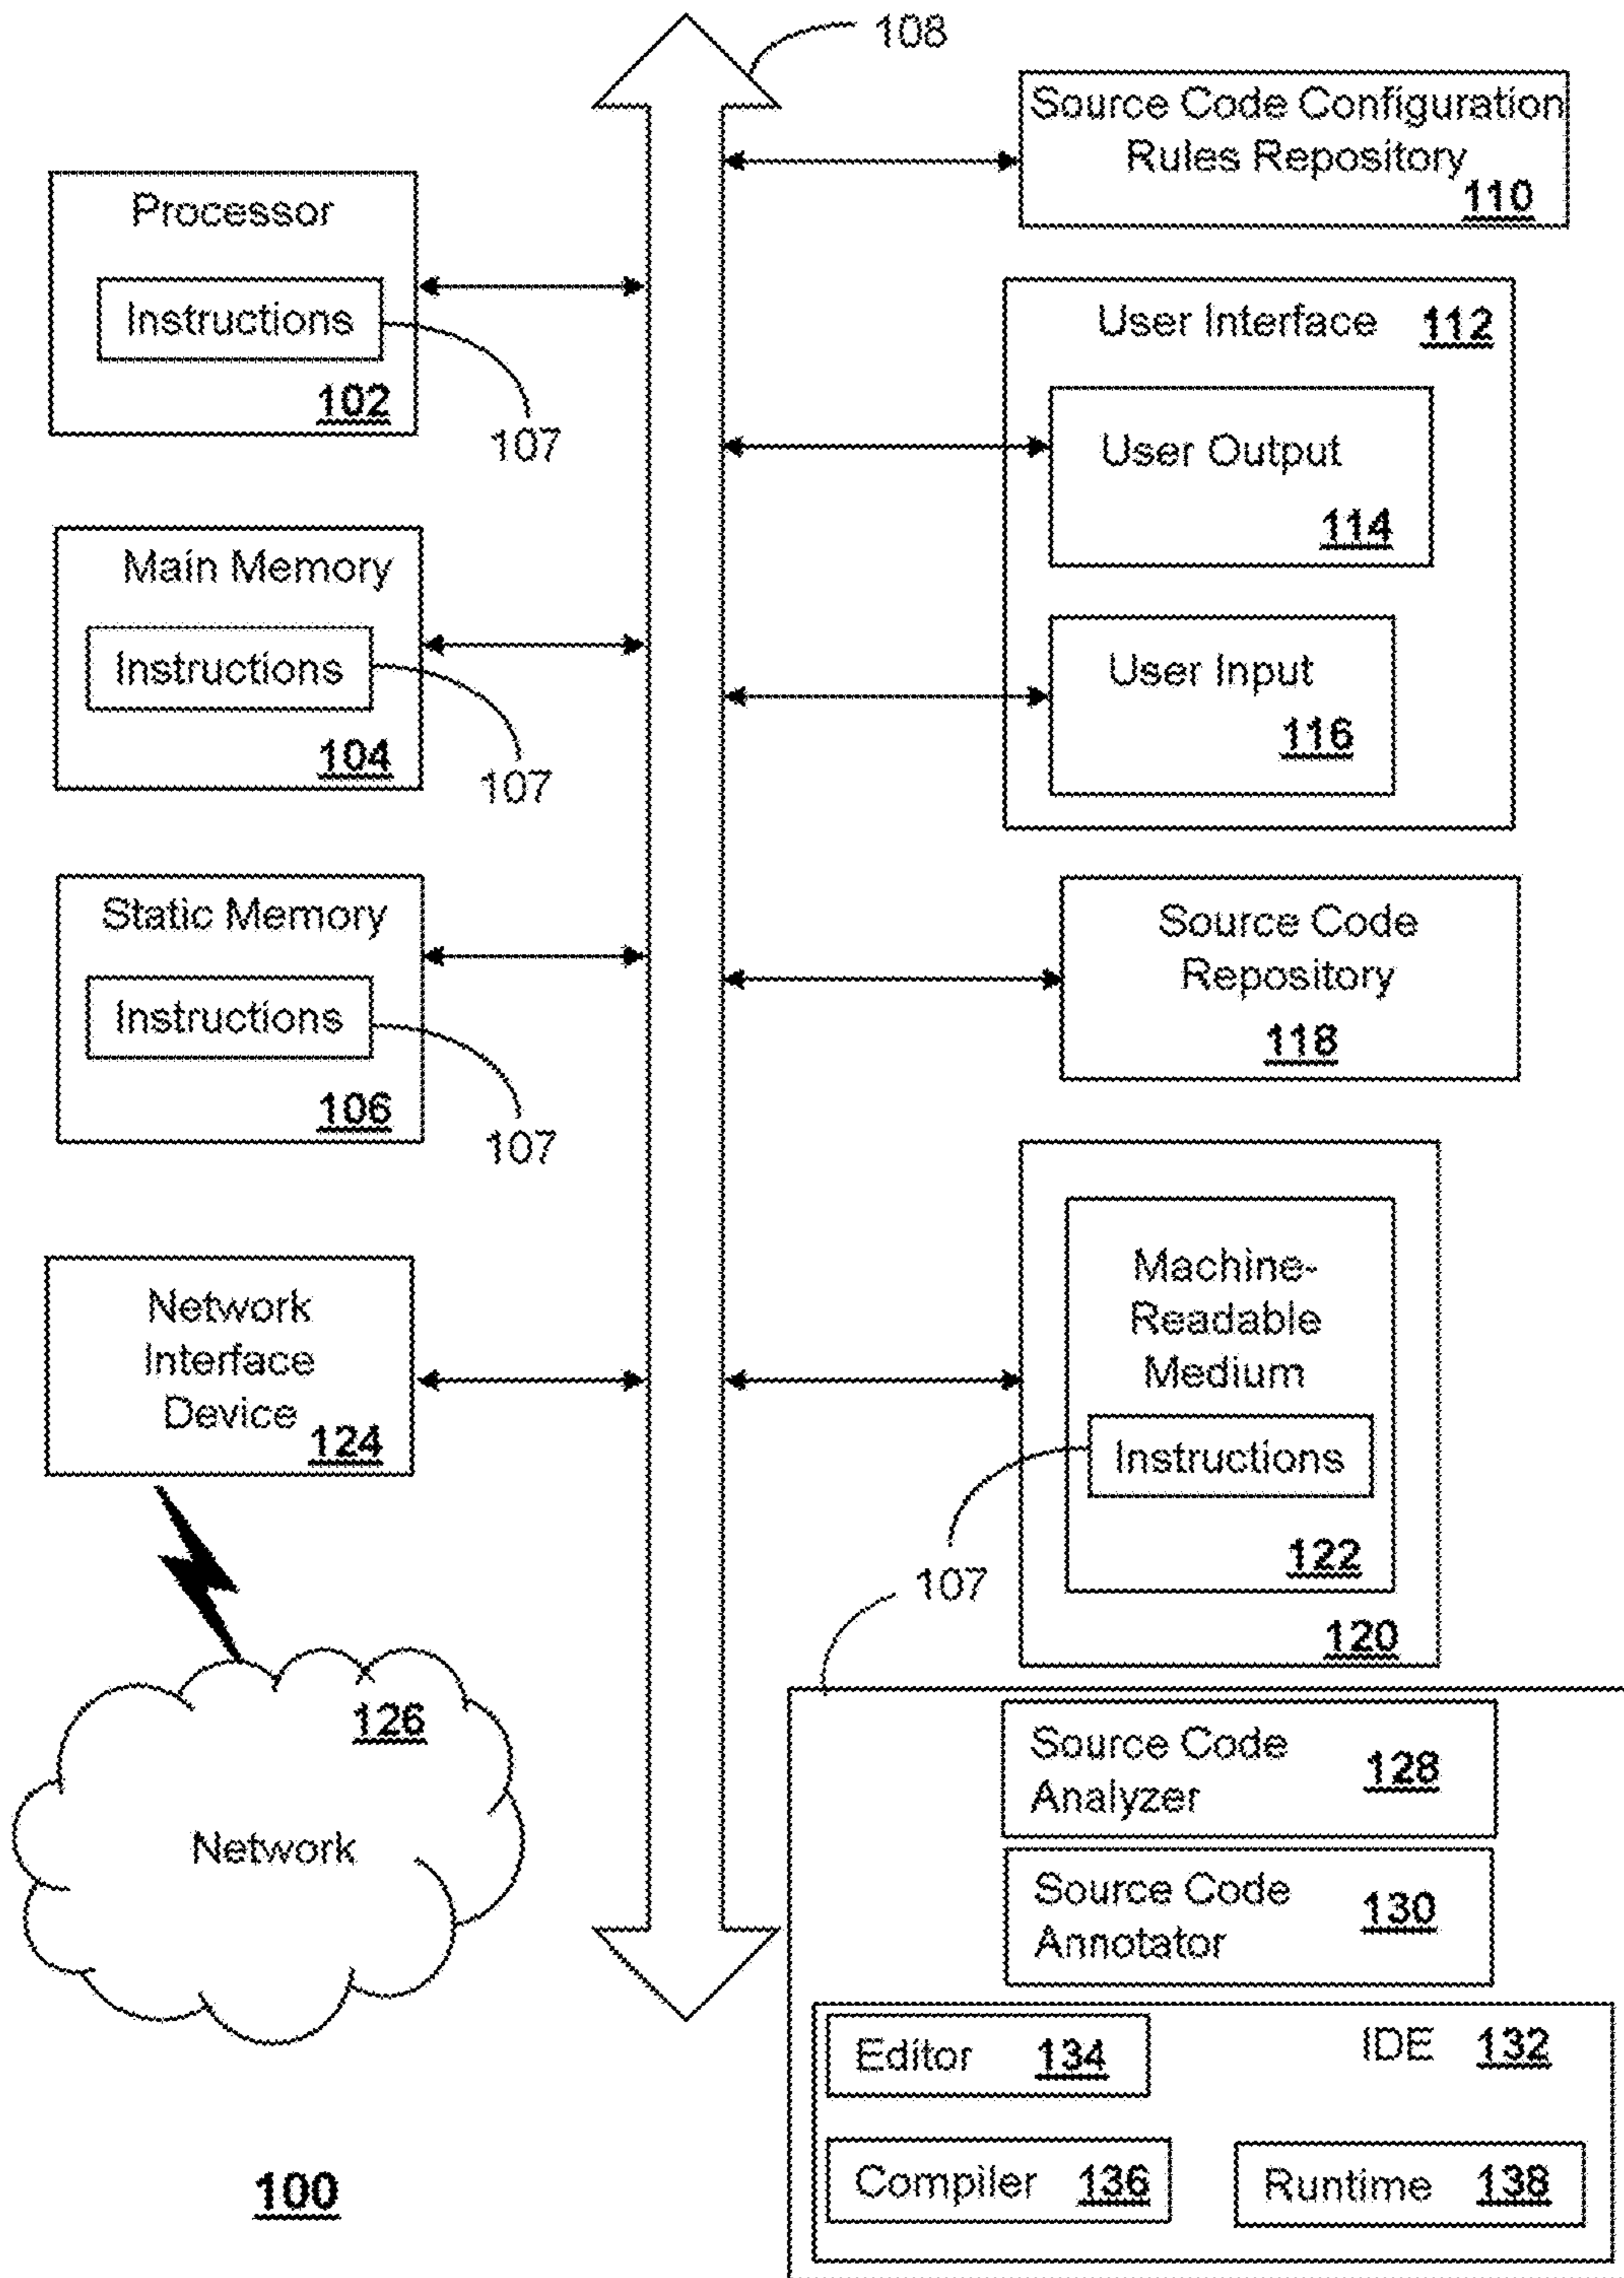 108
Source Code Configuration
Rules Repository
110
Processor
Instructions
102
107
User Interface 112
User Output
114
Main Memory
Instructions
104
107
User Input
116
Static Memory
Instructions
106
107
Source Code
Repository
118
Network
Interface
Device
124
Machine-
Readable
Medium
Instructions
122
107
120
126
Network
Source Code
Analyzer
128
Source Code
Annotator
130
Editor 134
IDE 132
Compiler 136
Runtime 138
100